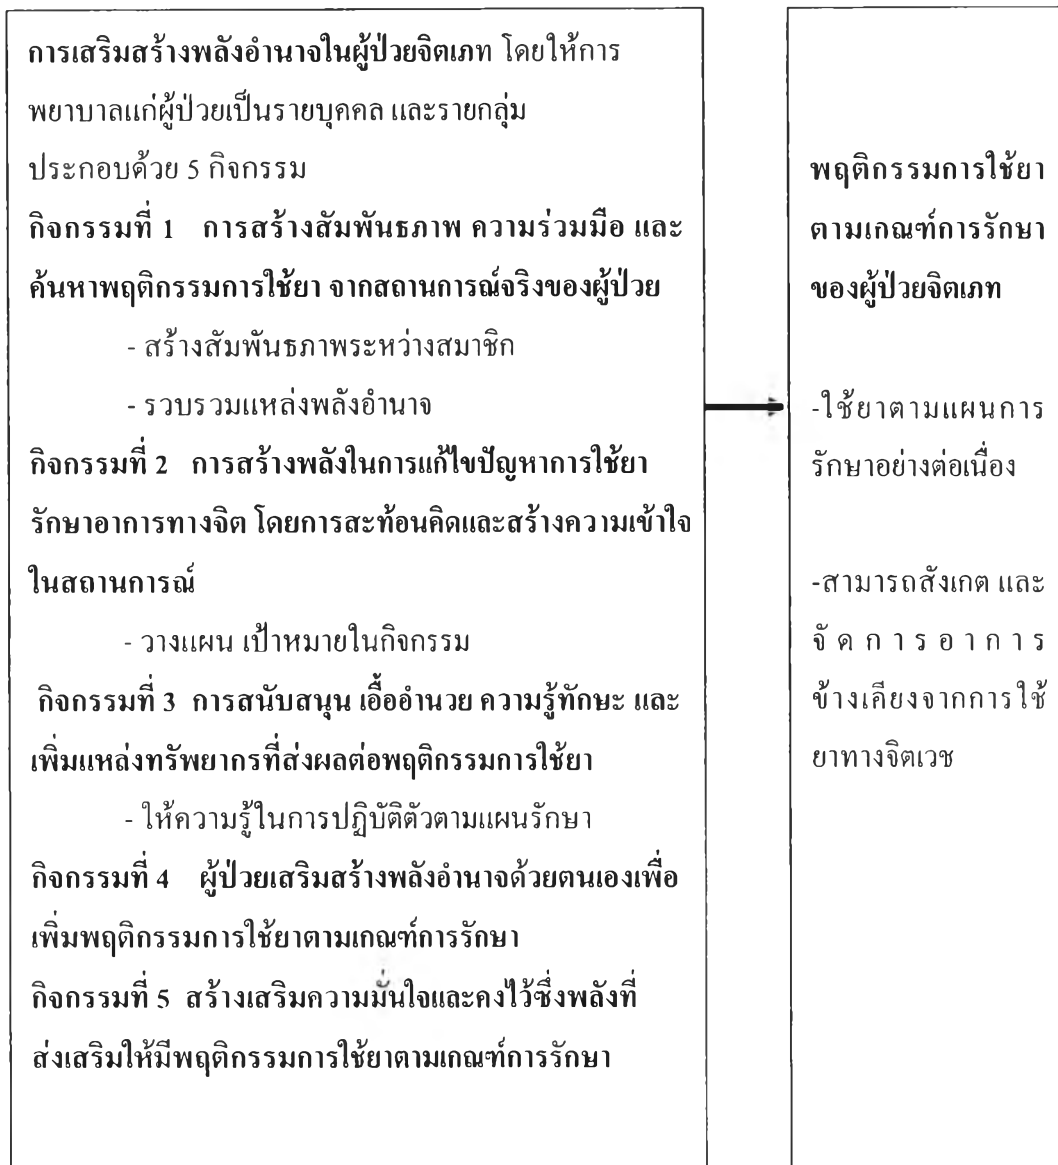 การเสริมสร้างพลังอำนาจในผู้ป่วยจิตเภท โดยให้การ
พยาบาลแก่ผู้ป่วยเป็นรายบุคคล และรายกลุ่ม
ประกอบด้วย 5 กิจกรรม
กิจกรรมที่ 1 การสร้างสัมพันธภาพ ความร่วมมือ และ
ค้นหาพฤติกรรมการใช้ยา จากสถานการณ์จริงของผู้ป่วย
- สร้างสัมพันธภาพระหว่างสมาชิก
- รวบรวมแหล่งพลังอำนาจ
กิจกรรมที่ 2 การสร้างพลังในการแก้ไขปัญหาการใช้ยา
รักษาอาการทางจิต โดยการสะท้อนคิดและสร้างความเข้าใจ
ในสถานการณ์
- วางแผน เป้าหมายในกิจกรรม
กิจกรรมที่ 3 การสนับสนุน เอื้ออำนวย ความรู้ทักษะ และ
เพิ่มแหล่งทรัพยากรที่ส่งผลต่อพฤติกรรมการใช้ยา
- ให้ความรู้ในการปฏิบัติตัวตามแผนรักษา
กิจกรรมที่ 4 ผู้ป่วยเสริมสร้างพลังอำนาจด้วยตนเองเพื่อ
เพิ่มพฤติกรรมการใช้ยาตามเกณฑ์การรักษา
กิจกรรมที่ 5 สร้างเสริมความมั่นใจและคงไว้ซึ่งพลังที่
ส่งเสริมให้มีพฤติกรรมการใช้ยาตามเกณฑ์การรักษา
พฤติกรรมการใช้ยา
ตามเกณฑ์การรักษา
ของผู้ป่วยจิตเภท
-ใช้ยาตามแผนการ
รักษาอย่างต่อเนื่อง
-สามารถสังเกต และ
จัดการอาการ
ข้างเคียงจากการใช้
ยาทางจิตเวช